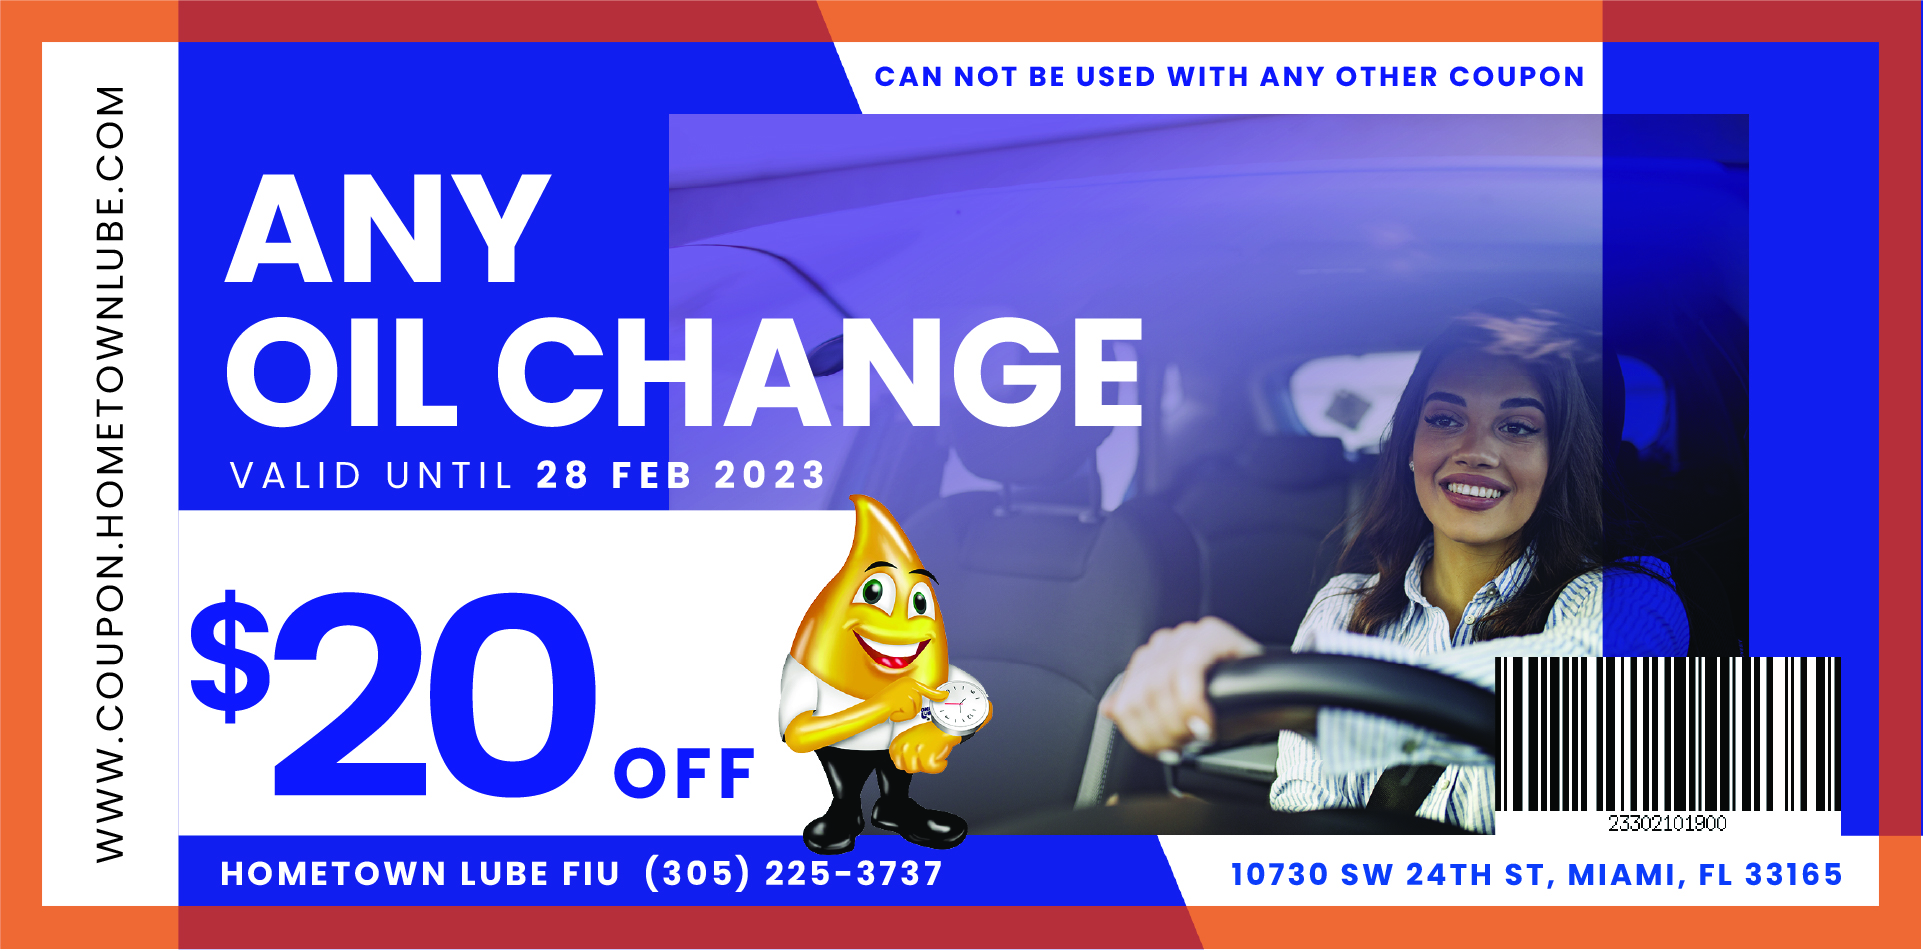 WWW.COUPON.HOMETOWNLUBE.COM
CAN NOT BE USED WITH ANY OTHER COUPON
ANY
OIL CHANGE
VALID UNTIL 28 FEB 2023
$20 OFF
23302101900
HOMETOWN LUBE FIU (305) 225-3737
10730 SW 24TH ST, MIAMI, FL 33165